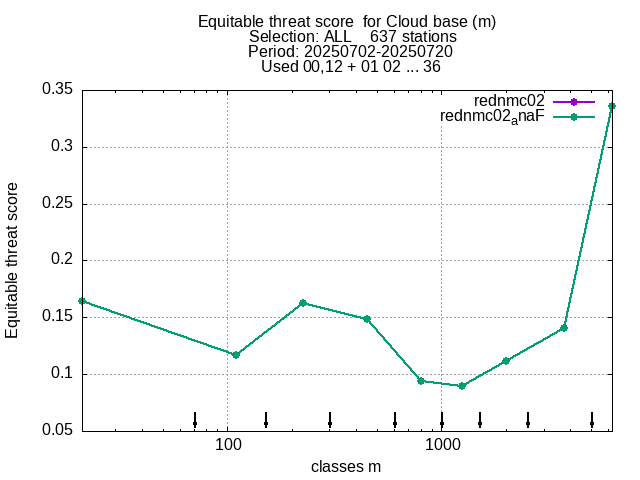 Equitable threat score  for Cloud base (m)
Selection: ALL    637 stations
Period: 20250702-20250720
Used 00,12 + 01 02 ... 36
rednmc02
rednmc02anaF
0.35
0.3
0.25
0.2
0.15
0.1
0.05
Equitable threat score
100
1000
classes m